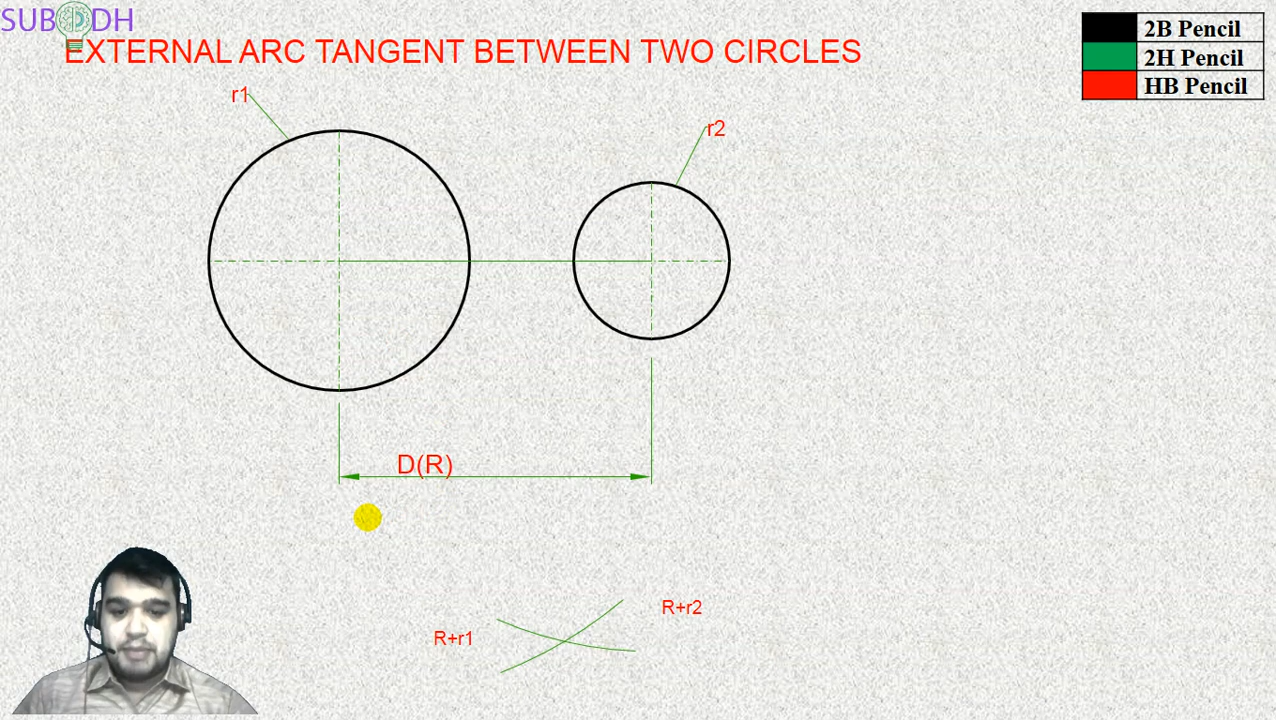 SUBODH
EXTERNAL ARC TANGENT BETWEEN TWO CIRCLES
2B Pencil
2H Pencil
HB Pencil
r1
r2
D(R)
R+r2
R+r1